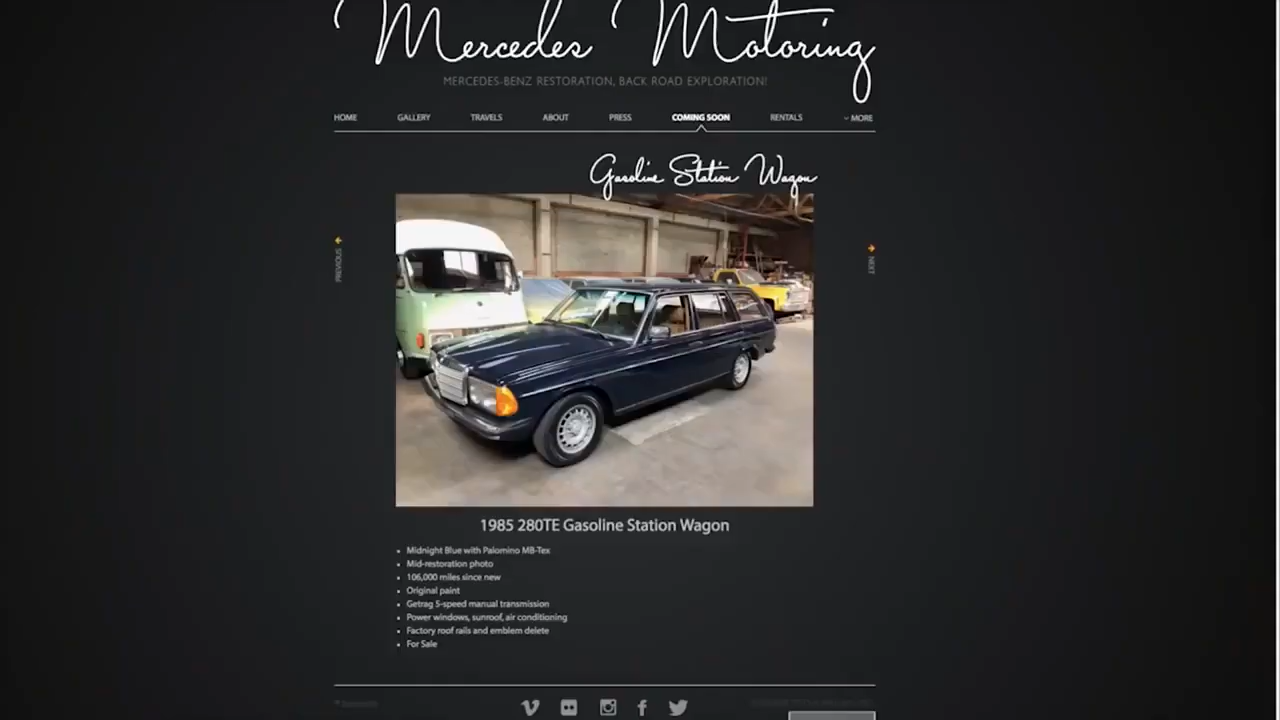 Mercedes Motoring
MERCEDES-BENZ RESTORATION, BACK ROAD EXPLORATION!
HOME GALLERY TRAVELS ABOUT PRESS COMING SOON RENTALS MORE
Gasoline Station Wagon
PREVIOUS
NEXT
1985 280TE Gasoline Station Wagon
• Midnight Blue with Palomino MB-Tex
• Mid-restoration photo
• 106,000 miles since new
• Original paint
• Getrag 5-speed manual transmission
• Power windows, sunroof, air conditioning
• Factory roof rails and emblem delete
• For Sale